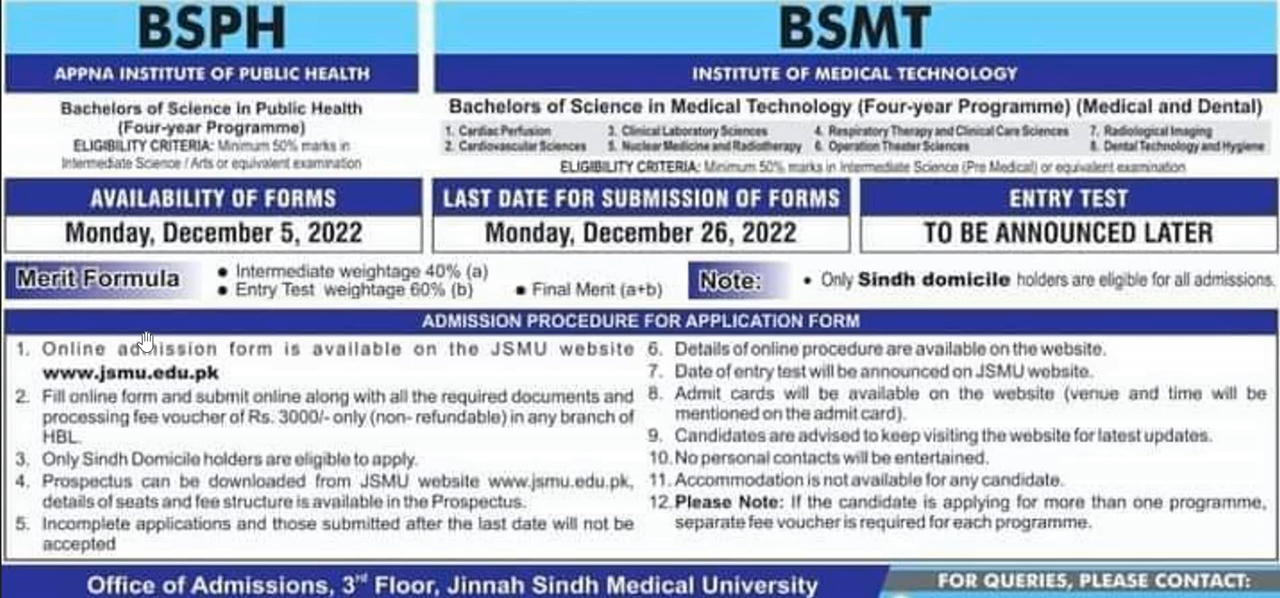 BSPH
APPNA INSTITUTE OF PUBLIC HEALTH
Bachelors of Science in Public Health
(Four-year Programme)
ELIGIBILITY CRITERIA: Minimum 50% marks in
Intermediate Science / Arts or equivalent examination
BSMT
INSTITUTE OF MEDICAL TECHNOLOGY
Bachelors of Science in Medical Technology (Four-year Programme) (Medical and Dental)
1. Cardiac Perfusion 3. Clinical Laboratory Sciences 4. Respiratory Therapy and Clinical Care Sciences 7. Radiological Imaging
2. Cardiovascular Sciences 5. Nuclear Medicine and Radiotherapy 6. Operation Theater Sciences 8. Dental Technology and Hygiene
ELIGIBILITY CRITERIA: Minimum 50% marks in Intermediate Science (Pre Medical) or equivalent examination
AVAILABILITY OF FORMS
Monday, December 5, 2022
LAST DATE FOR SUBMISSION OF FORMS
Monday, December 26, 2022
ENTRY TEST
TO BE ANNOUNCED LATER
Merit Formula
• Intermediate weightage 40% (a)
• Entry Test weightage 60% (b)
• Final Merit (a+b)
Note:
• Only Sindh domicile holders are eligible for all admissions.
ADMISSION PROCEDURE FOR APPLICATION FORM
1. Online admission form is available on the JSMU website
www.jsmu.edu.pk
2. Fill online form and submit online along with all the required documents and
processing fee voucher of Rs. 3000/- only (non- refundable) in any branch of
HBL.
3. Only Sindh Domicile holders are eligible to apply.
4. Prospectus can be downloaded from JSMU website www.jsmu.edu.pk,
details of seats and fee structure is available in the Prospectus.
5. Incomplete applications and those submitted after the last date will not be
accepted
6. Details of online procedure are available on the website.
7. Date of entry test will be announced on JSMU website.
8. Admit cards will be available on the website (venue and time will be
mentioned on the admit card).
9. Candidates are advised to keep visiting the website for latest updates.
10. No personal contacts will be entertained.
11. Accommodation is not available for any candidate.
12. Please Note: If the candidate is applying for more than one programme,
separate fee voucher is required for each programme.
Office of Admissions, 3rd Floor, Jinnah Sindh Medical University
FOR QUERIES, PLEASE CONTACT: